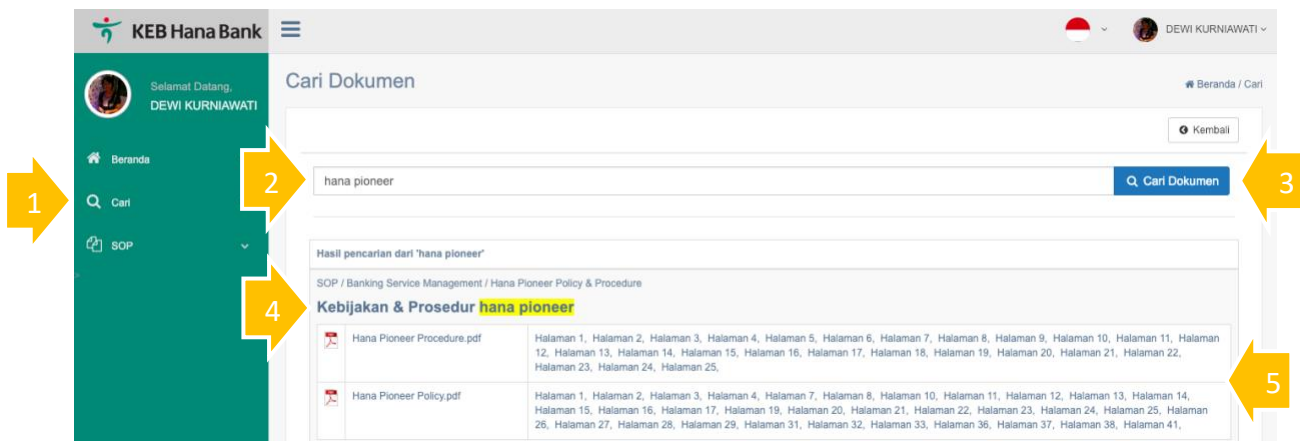 KEB Hana Bank
DEWI KURNIAWATI
Selamat Datang,
DEWI KURNIAWATI
Cari Dokumen
Beranda / Cari
Kembali
Beranda
1
Cari
SOP
2
hana pioneer
Cari Dokumen
3
Hasil pencarian dari 'hana pioneer'
SOP / Banking Service Management / Hana Pioneer Policy & Procedure
4
Kebijakan & Prosedur hana pioneer
Hana Pioneer Procedure.pdf
Halaman 1, Halaman 2, Halaman 3, Halaman 4, Halaman 5, Halaman 6, Halaman 7, Halaman 8, Halaman 9, Halaman 10, Halaman 11, Halaman
12, Halaman 13, Halaman 14, Halaman 15, Halaman 16, Halaman 17, Halaman 18, Halaman 19, Halaman 20, Halaman 21, Halaman 22,
Halaman 23, Halaman 24, Halaman 25,
5
Hana Pioneer Policy.pdf
Halaman 1, Halaman 2, Halaman 3, Halaman 4, Halaman 7, Halaman 8, Halaman 10, Halaman 11, Halaman 12, Halaman 13, Halaman 14,
Halaman 15, Halaman 16, Halaman 17, Halaman 19, Halaman 20, Halaman 21, Halaman 22, Halaman 23, Halaman 24, Halaman 25, Halaman
26, Halaman 27, Halaman 28, Halaman 29, Halaman 31, Halaman 32, Halaman 33, Halaman 36, Halaman 37, Halaman 38, Halaman 41,